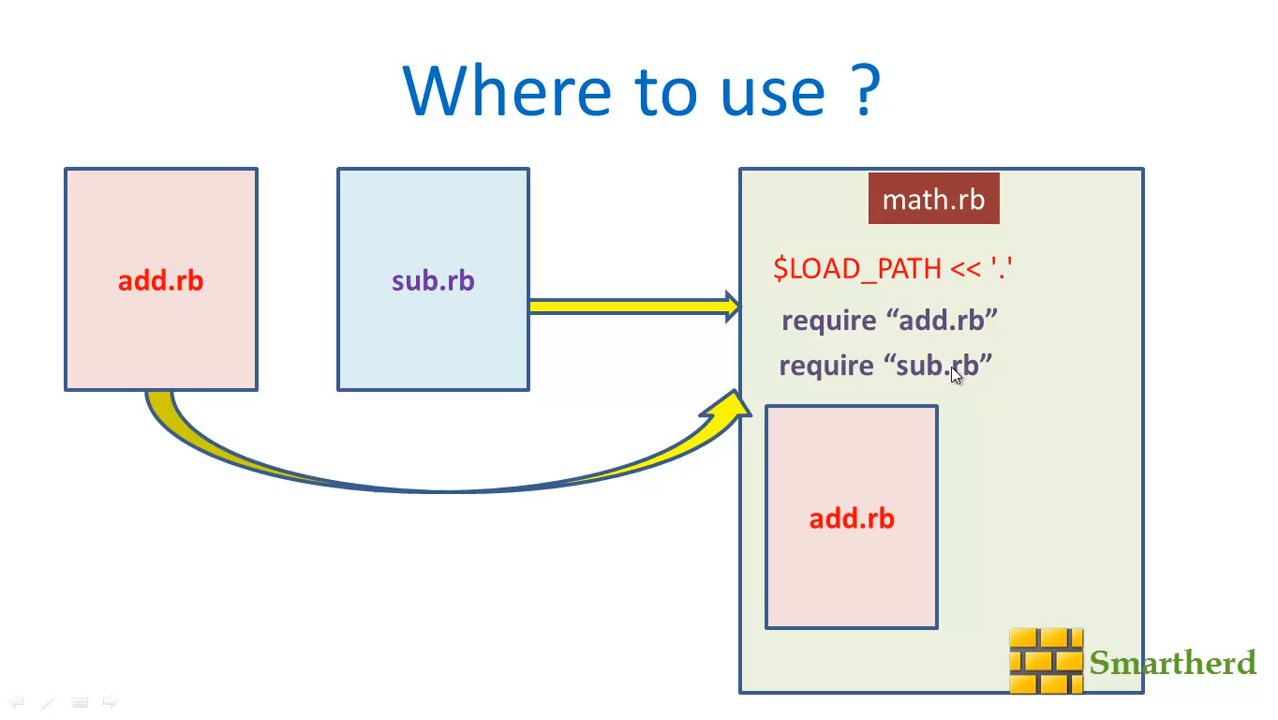 Where to use ?
add.rb
sub.rb
math.rb
$LOAD_PATH << '.'
require “add.rb”
require “sub.rb”
add.rb
Smartherd